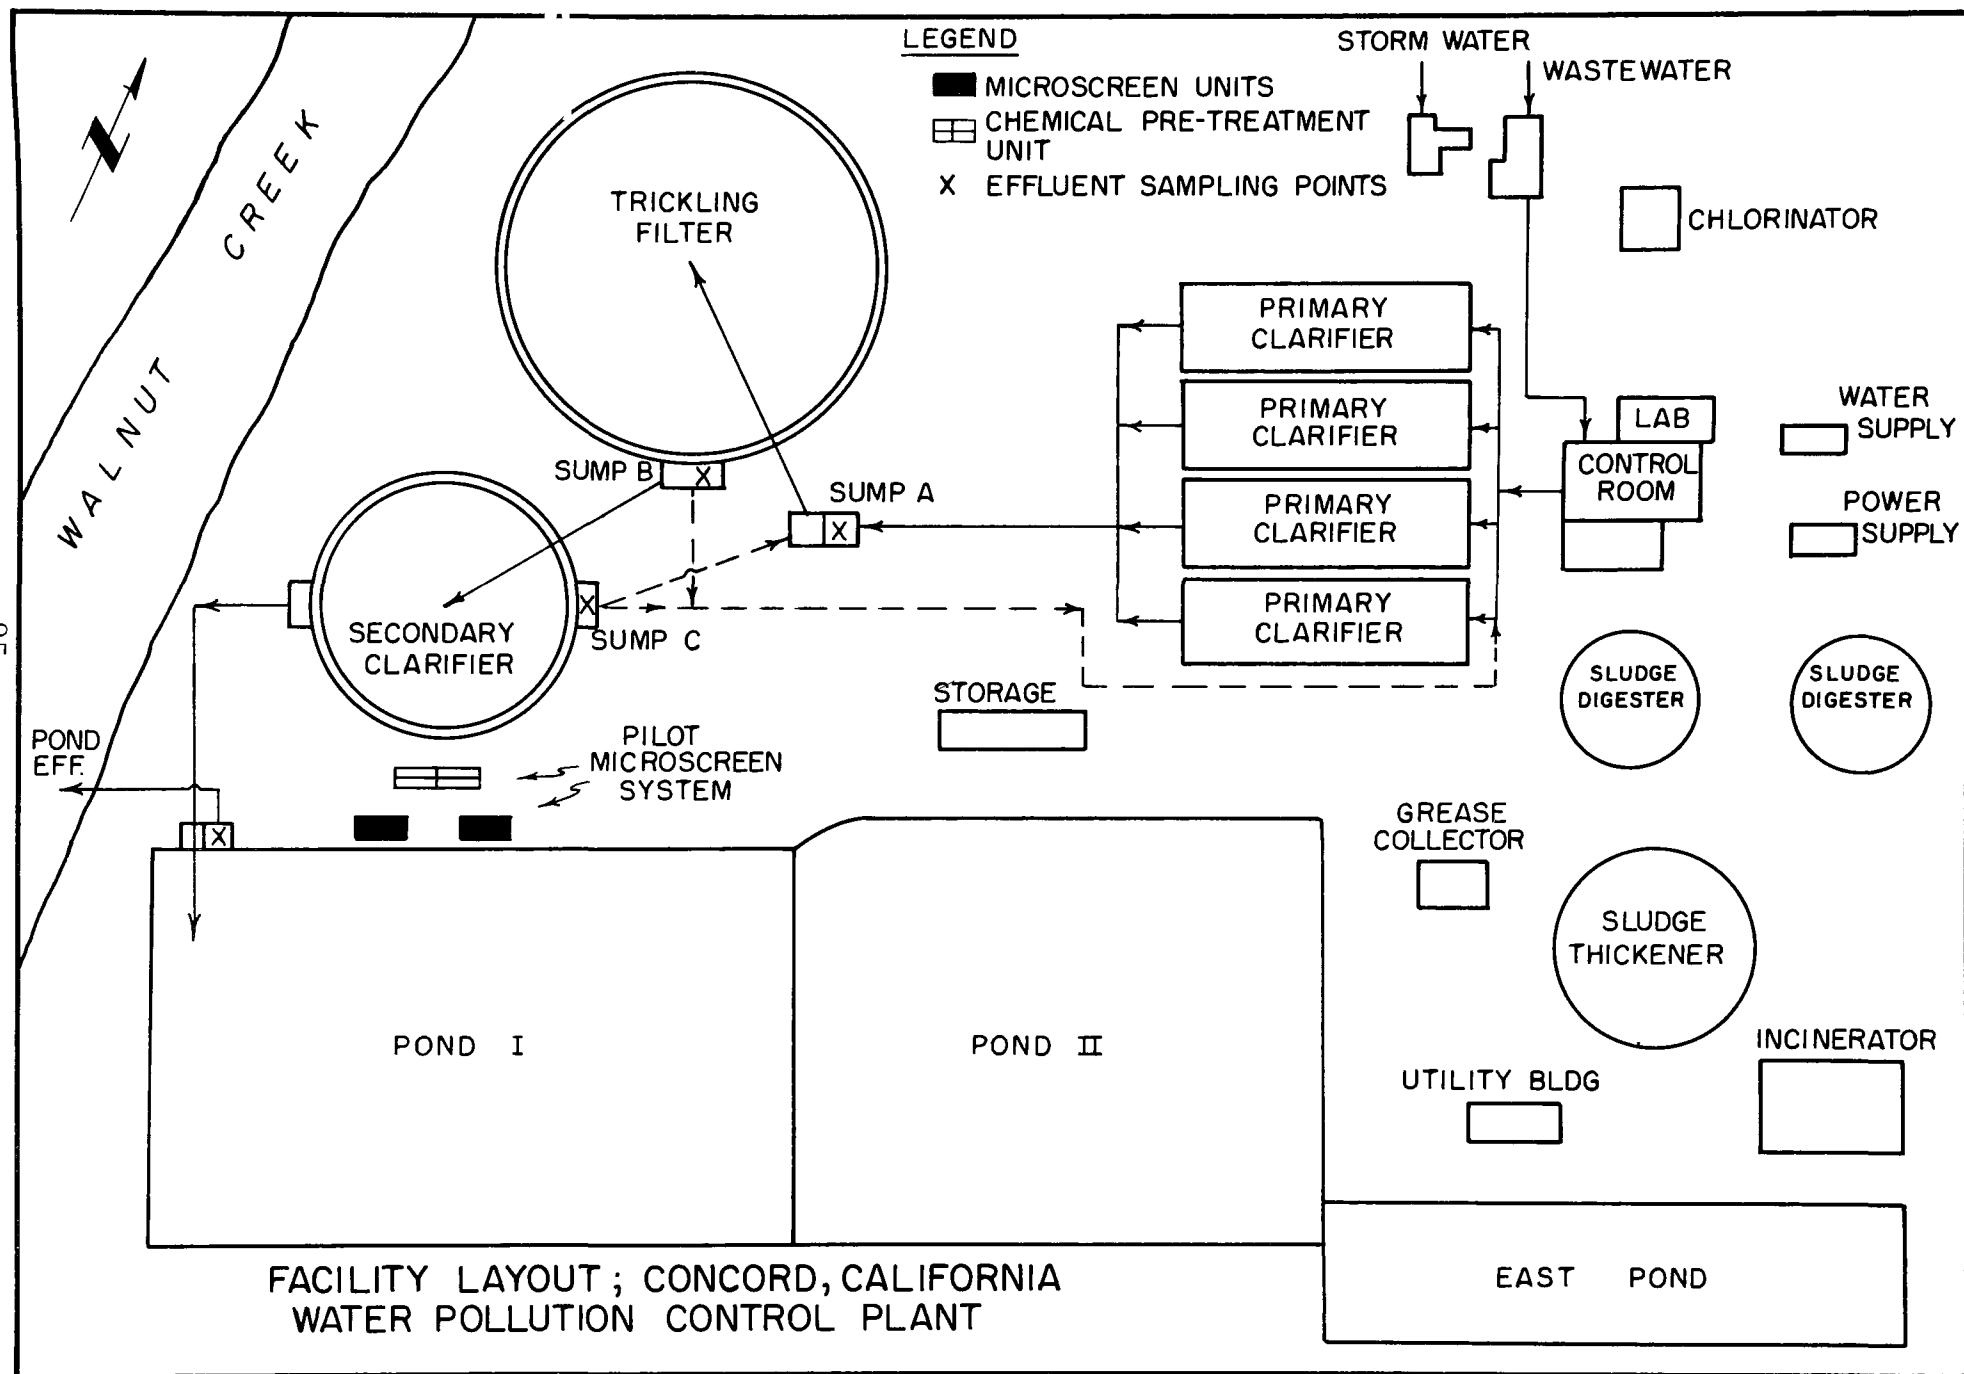 LEGEND
MICROSCREEN UNITS
CHEMICAL PRE-TREATMENT
UNIT
X EFFLUENT SAMPLING POINTS
STORM WATER
WASTEWATER
CHLORINATOR
N
WALNUT CREEK
TRICKLING
FILTER
PRIMARY
CLARIFIER
PRIMARY
CLARIFIER
PRIMARY
CLARIFIER
PRIMARY
CLARIFIER
LAB
CONTROL
ROOM
WATER
SUPPLY
POWER
SUPPLY
SUMP B
X
SUMP A
X
SECONDARY
CLARIFIER
X
SUMP C
STORAGE
SLUDGE
DIGESTER
SLUDGE
DIGESTER
POND
EFF.
X
PILOT
MICROSCREEN
SYSTEM
GREASE
COLLECTOR
SLUDGE
THICKENER
POND I
POND II
INCINERATOR
UTILITY BLDG
EAST POND
FACILITY LAYOUT; CONCORD, CALIFORNIA
WATER POLLUTION CONTROL PLANT